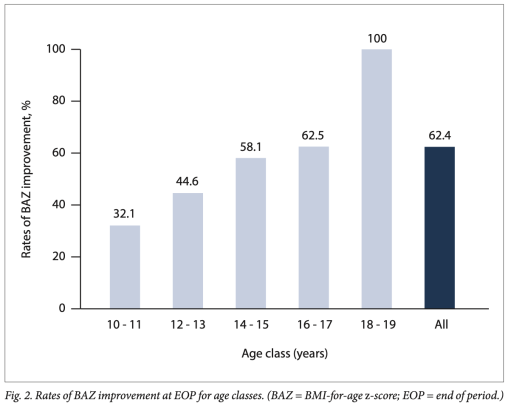 100
80
60
40
20
0
Rates of BAZ improvement, %
32.1
44.6
58.1
62.5
100
62.4
10 - 11
12 - 13
14 - 15
16 - 17
18 - 19
All
Age class (years)
Fig. 2. Rates of BAZ improvement at EOP for age classes. (BAZ = BMI-for-age z-score; EOP = end of period.)